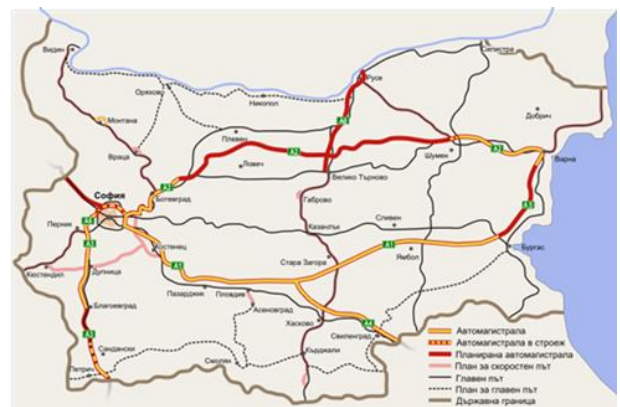 Видин
Силистра
Русе
Оряхово
Никопол
Добрич
Монтана
Плевен
A6
Враца
A2
A2
Шумен
Варна
Ловеч
Велико Търново
A2
Ботевград
София
Габрово
Перник
A6
Казанлък
Сливен
A3
Костенец
A1
A1
Бургас
Ямбол
Кюстендил
A3
Дупница
Стара Загора
Пазарджик
Пловдив
Благоевград
Асеновград
Хасково
A4
Свиленград
A3
Сандански
Смолян
Кърджали
Петрич
Автомагистрала
Автомагистрала в строеж
Планирана автомагистрала
План за скоростен път
Главен път
План за главен път
Държавна граница